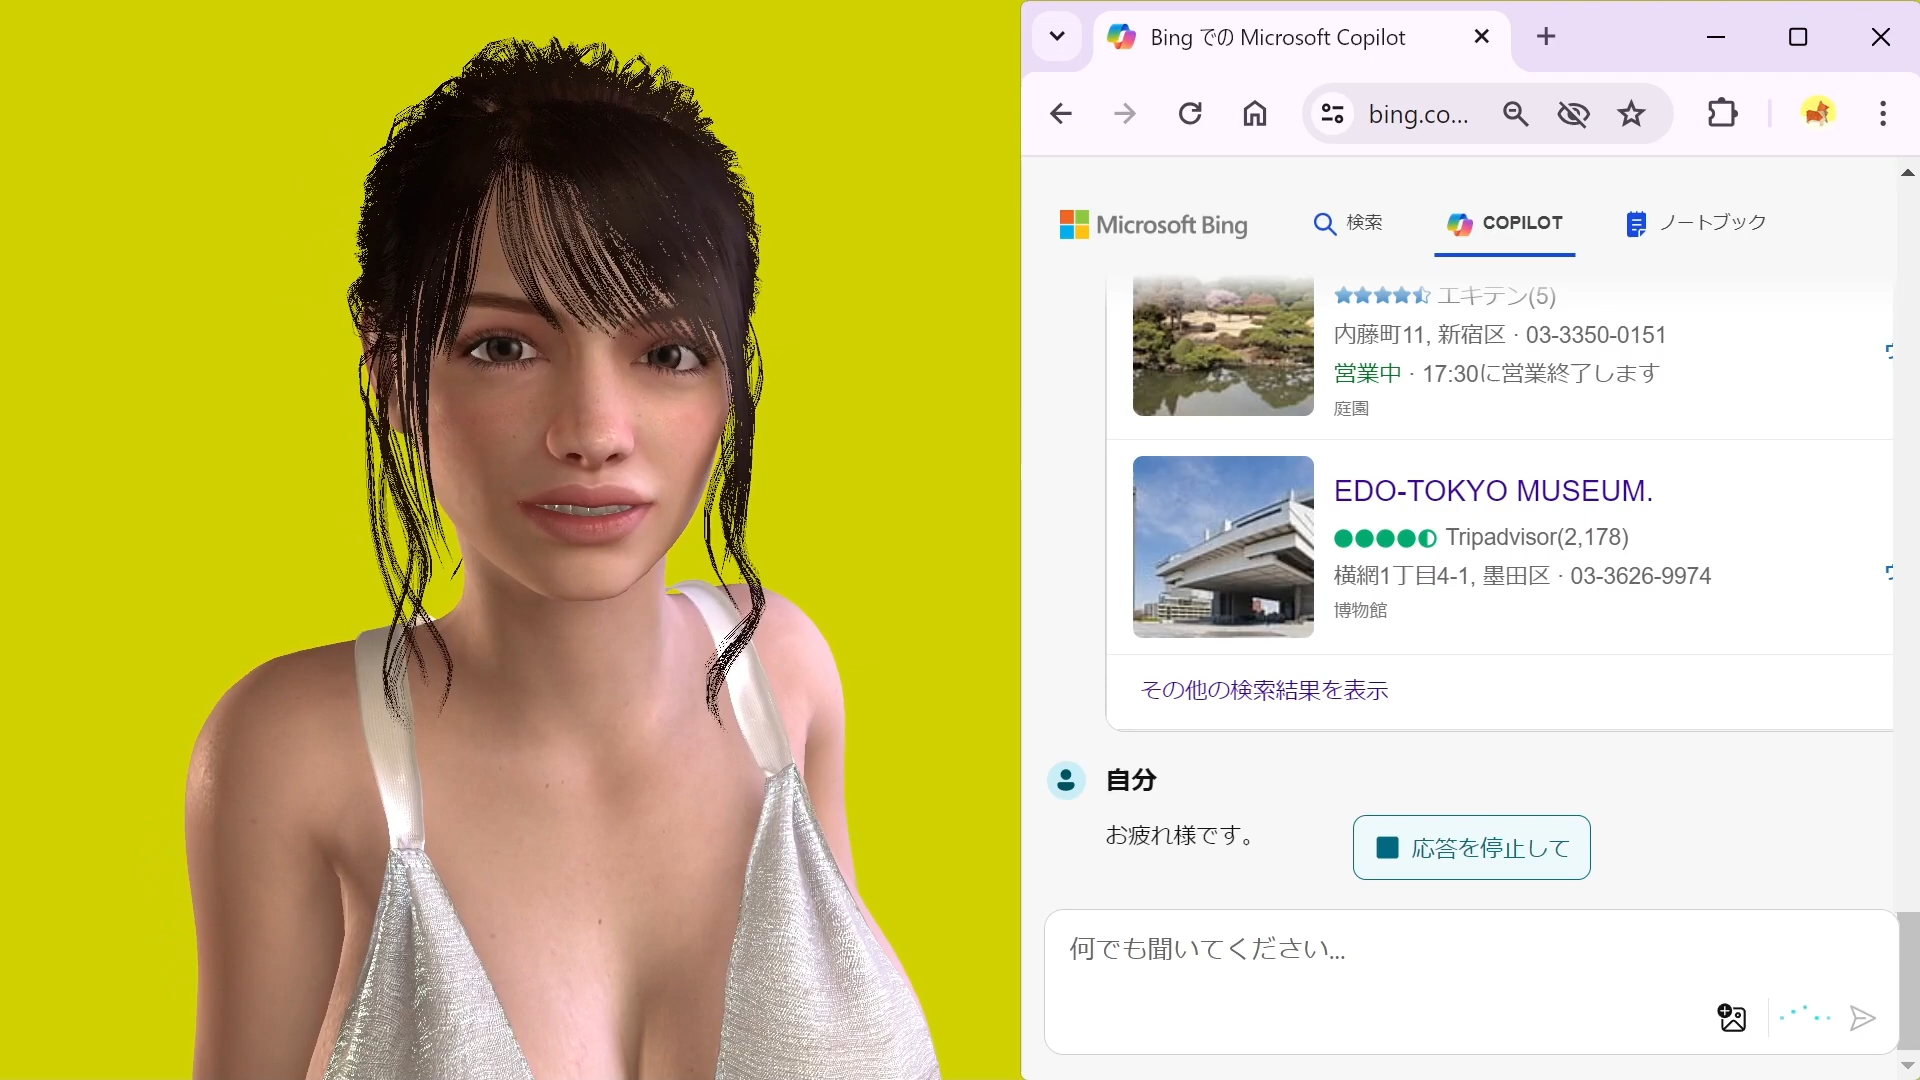 Bing での Microsoft Copilot
bing.co...
Microsoft Bing
検索
COPILOT
ノートブック
エキテン(5)
内藤町11, 新宿区 · 03-3350-0151
営業中 · 17:30に営業終了します
庭園
EDO-TOKYO MUSEUM.
Tripadvisor(2,178)
横網1丁目4-1, 墨田区 · 03-3626-9974
博物館
その他の検索結果を表示
自分
お疲れ様です。
応答を停止して
何でも聞いてください...